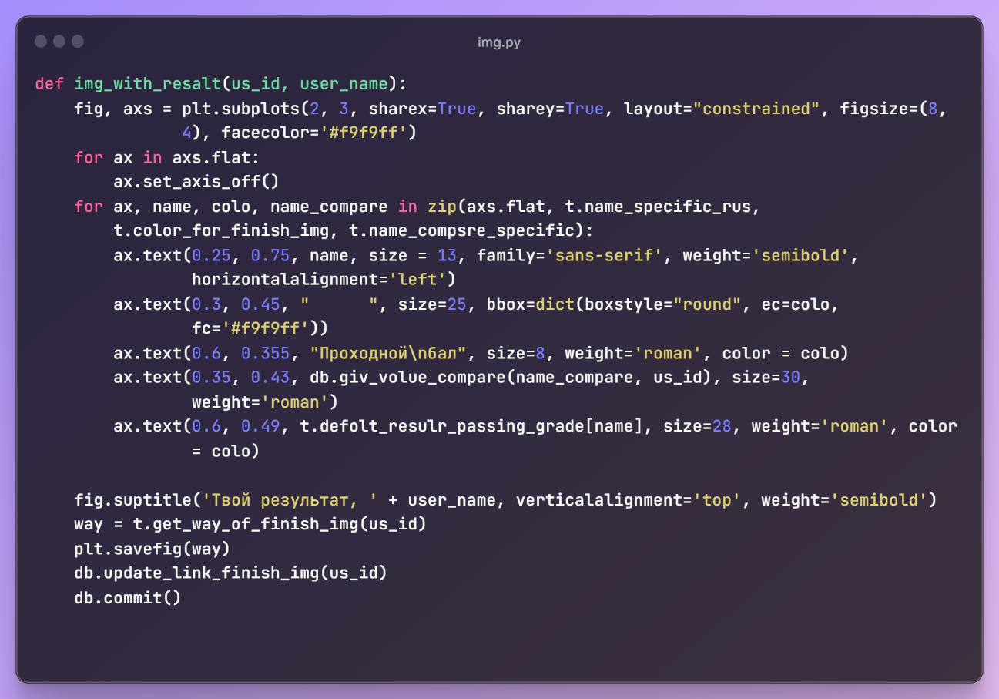 img.py
def img_with_resalt(us_id, user_name):
    fig, axs = plt.subplots(2, 3, sharex=True, sharey=True, layout="constrained", figsize=(8,
               4), facecolor='#f9f9ff')
    for ax in axs.flat:
        ax.set_axis_off()
    for ax, name, colo, name_compare in zip(axs.flat, t.name_specific_rus,
        t.color_for_finish_img, t.name_compsre_specific):
        ax.text(0.25, 0.75, name, size = 13, family='sans-serif', weight='semibold',
                horizontalalignment='left')
        ax.text(0.3, 0.45, "      ", size=25, bbox=dict(boxstyle="round", ec=colo,
                fc='#f9f9ff'))
        ax.text(0.6, 0.355, "Проходной\nбал", size=8, weight='roman', color = colo)
        ax.text(0.35, 0.43, db.giv_volue_compare(name_compare, us_id), size=30,
                weight='roman')
        ax.text(0.6, 0.49, t.defolt_resulr_passing_grade[name], size=28, weight='roman', color
                = colo)
    fig.suptitle('Твой результат, ' + user_name, verticalalignment='top', weight='semibold')
    way = t.get_way_of_finish_img(us_id)
    plt.savefig(way)
    db.update_link_finish_img(us_id)
    db.commit()